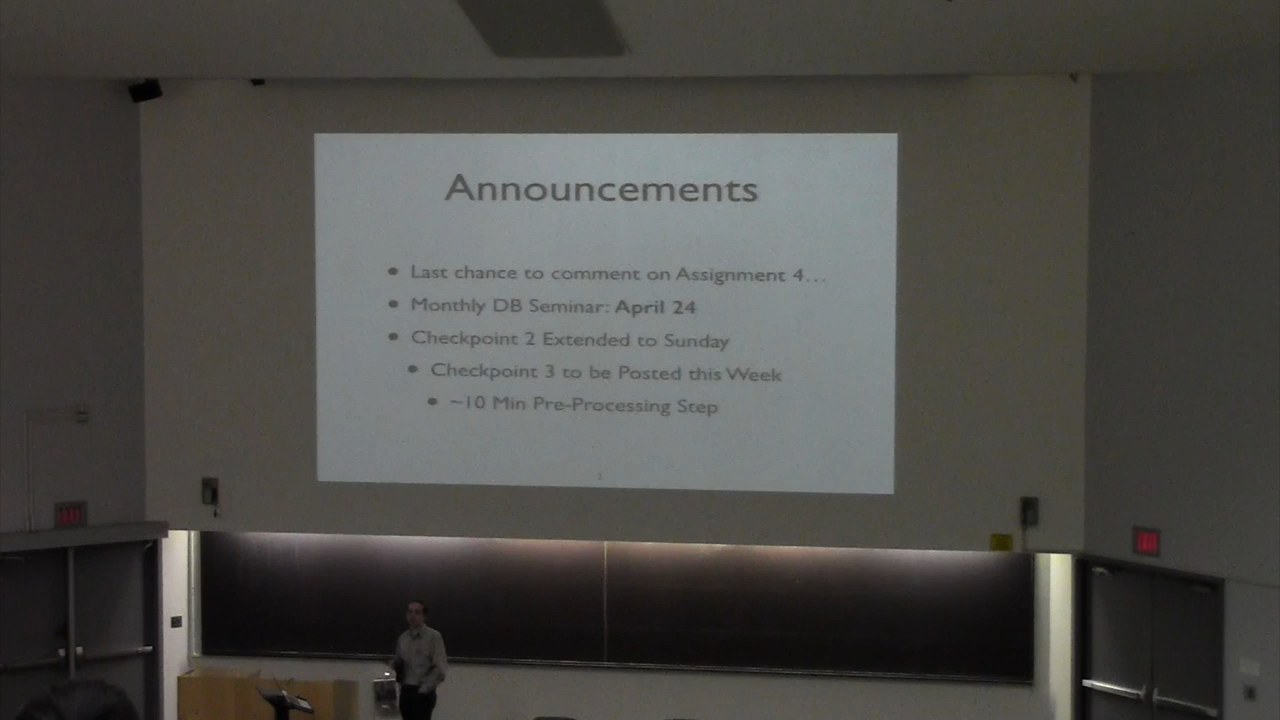 Announcements
Last chance to comment on Assignment 4...
Monthly DB Seminar: April 24
Checkpoint 2 Extended to Sunday
Checkpoint 3 to be Posted this Week
~10 Min Pre-Processing Step